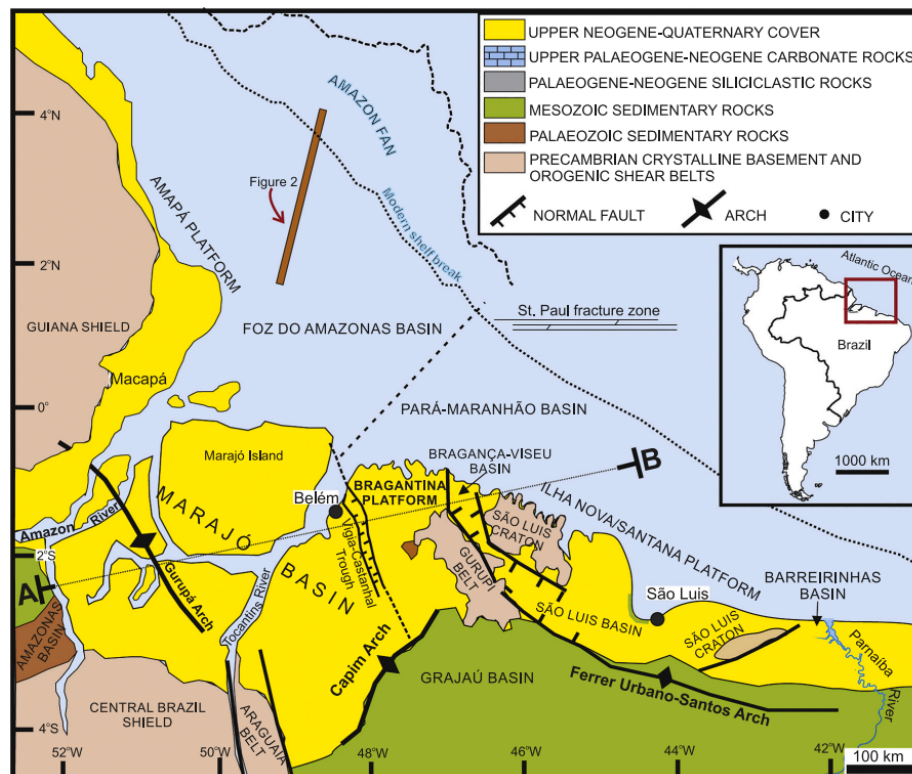 UPPER NEOGENE-QUATERNARY COVER
UPPER PALAEOGENE-NEOGENE CARBONATE ROCKS
PALAEOGENE-NEOGENE SILICICLASTIC ROCKS
MESOZOIC SEDIMENTARY ROCKS
PALAEOZOIC SEDIMENTARY ROCKS
PRECAMBRIAN CRYSTALLINE BASEMENT AND
OROGENIC SHEAR BELTS
NORMAL FAULT
ARCH
CITY
4°N
2°N
0°
2°S
4°S
AMAZON FAN
Figure 2
Modern shelf break
AMAPÁ PLATFORM
GUIANA SHIELD
FOZ DO AMAZONAS BASIN
St. Paul fracture zone
Atlantic Ocean
Brazil
1000 km
Macapá
PARÁ-MARANHÃO BASIN
Marajó Island
BRAGANÇA-VISEU
BASIN
B
BRAGANTINA
PLATFORM
Belém
ILHA NOVA/SANTANA PLATFORM
MARAJÓ
BASIN
Amazon
River
Vigia-Castanhal
Trough
SÃO LUIS
CRATON
GURUPI
BELT
A
Gurupá Arch
Tocantins River
São Luis
BARREIRINHAS
BASIN
SÃO LUIS BASIN
SÃO LUIS
CRATON
Parnaíba
River
AMAZONAS
BASIN
Capim Arch
GRAJAÚ BASIN
Ferrer Urbano-Santos Arch
CENTRAL BRAZIL
SHIELD
ARAGUAIA
BELT
52°W
50°W
48°W
46°W
44°W
42°W
100 km